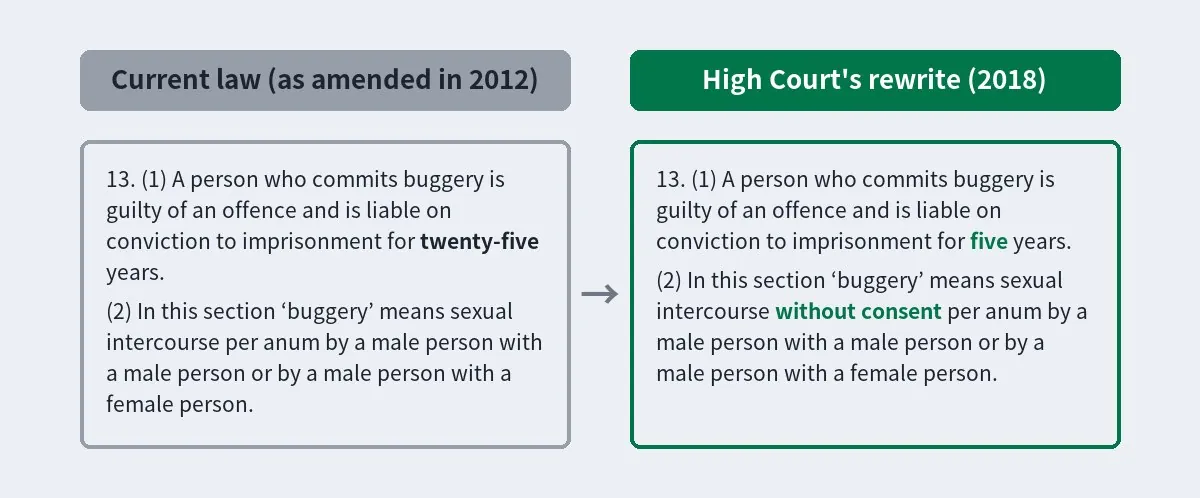 Current law (as amended in 2012)
13. (1) A person who commits buggery is
guilty of an offence and is liable on
conviction to imprisonment for twenty-five
years.
(2) In this section ‘buggery’ means sexual
intercourse per anum by a male person with
a male person or by a male person with a
female person.
→
High Court's rewrite (2018)
13. (1) A person who commits buggery is
guilty of an offence and is liable on
conviction to imprisonment for five years.
(2) In this section ‘buggery’ means sexual
intercourse without consent per anum by a
male person with a male person or by a
male person with a female person.